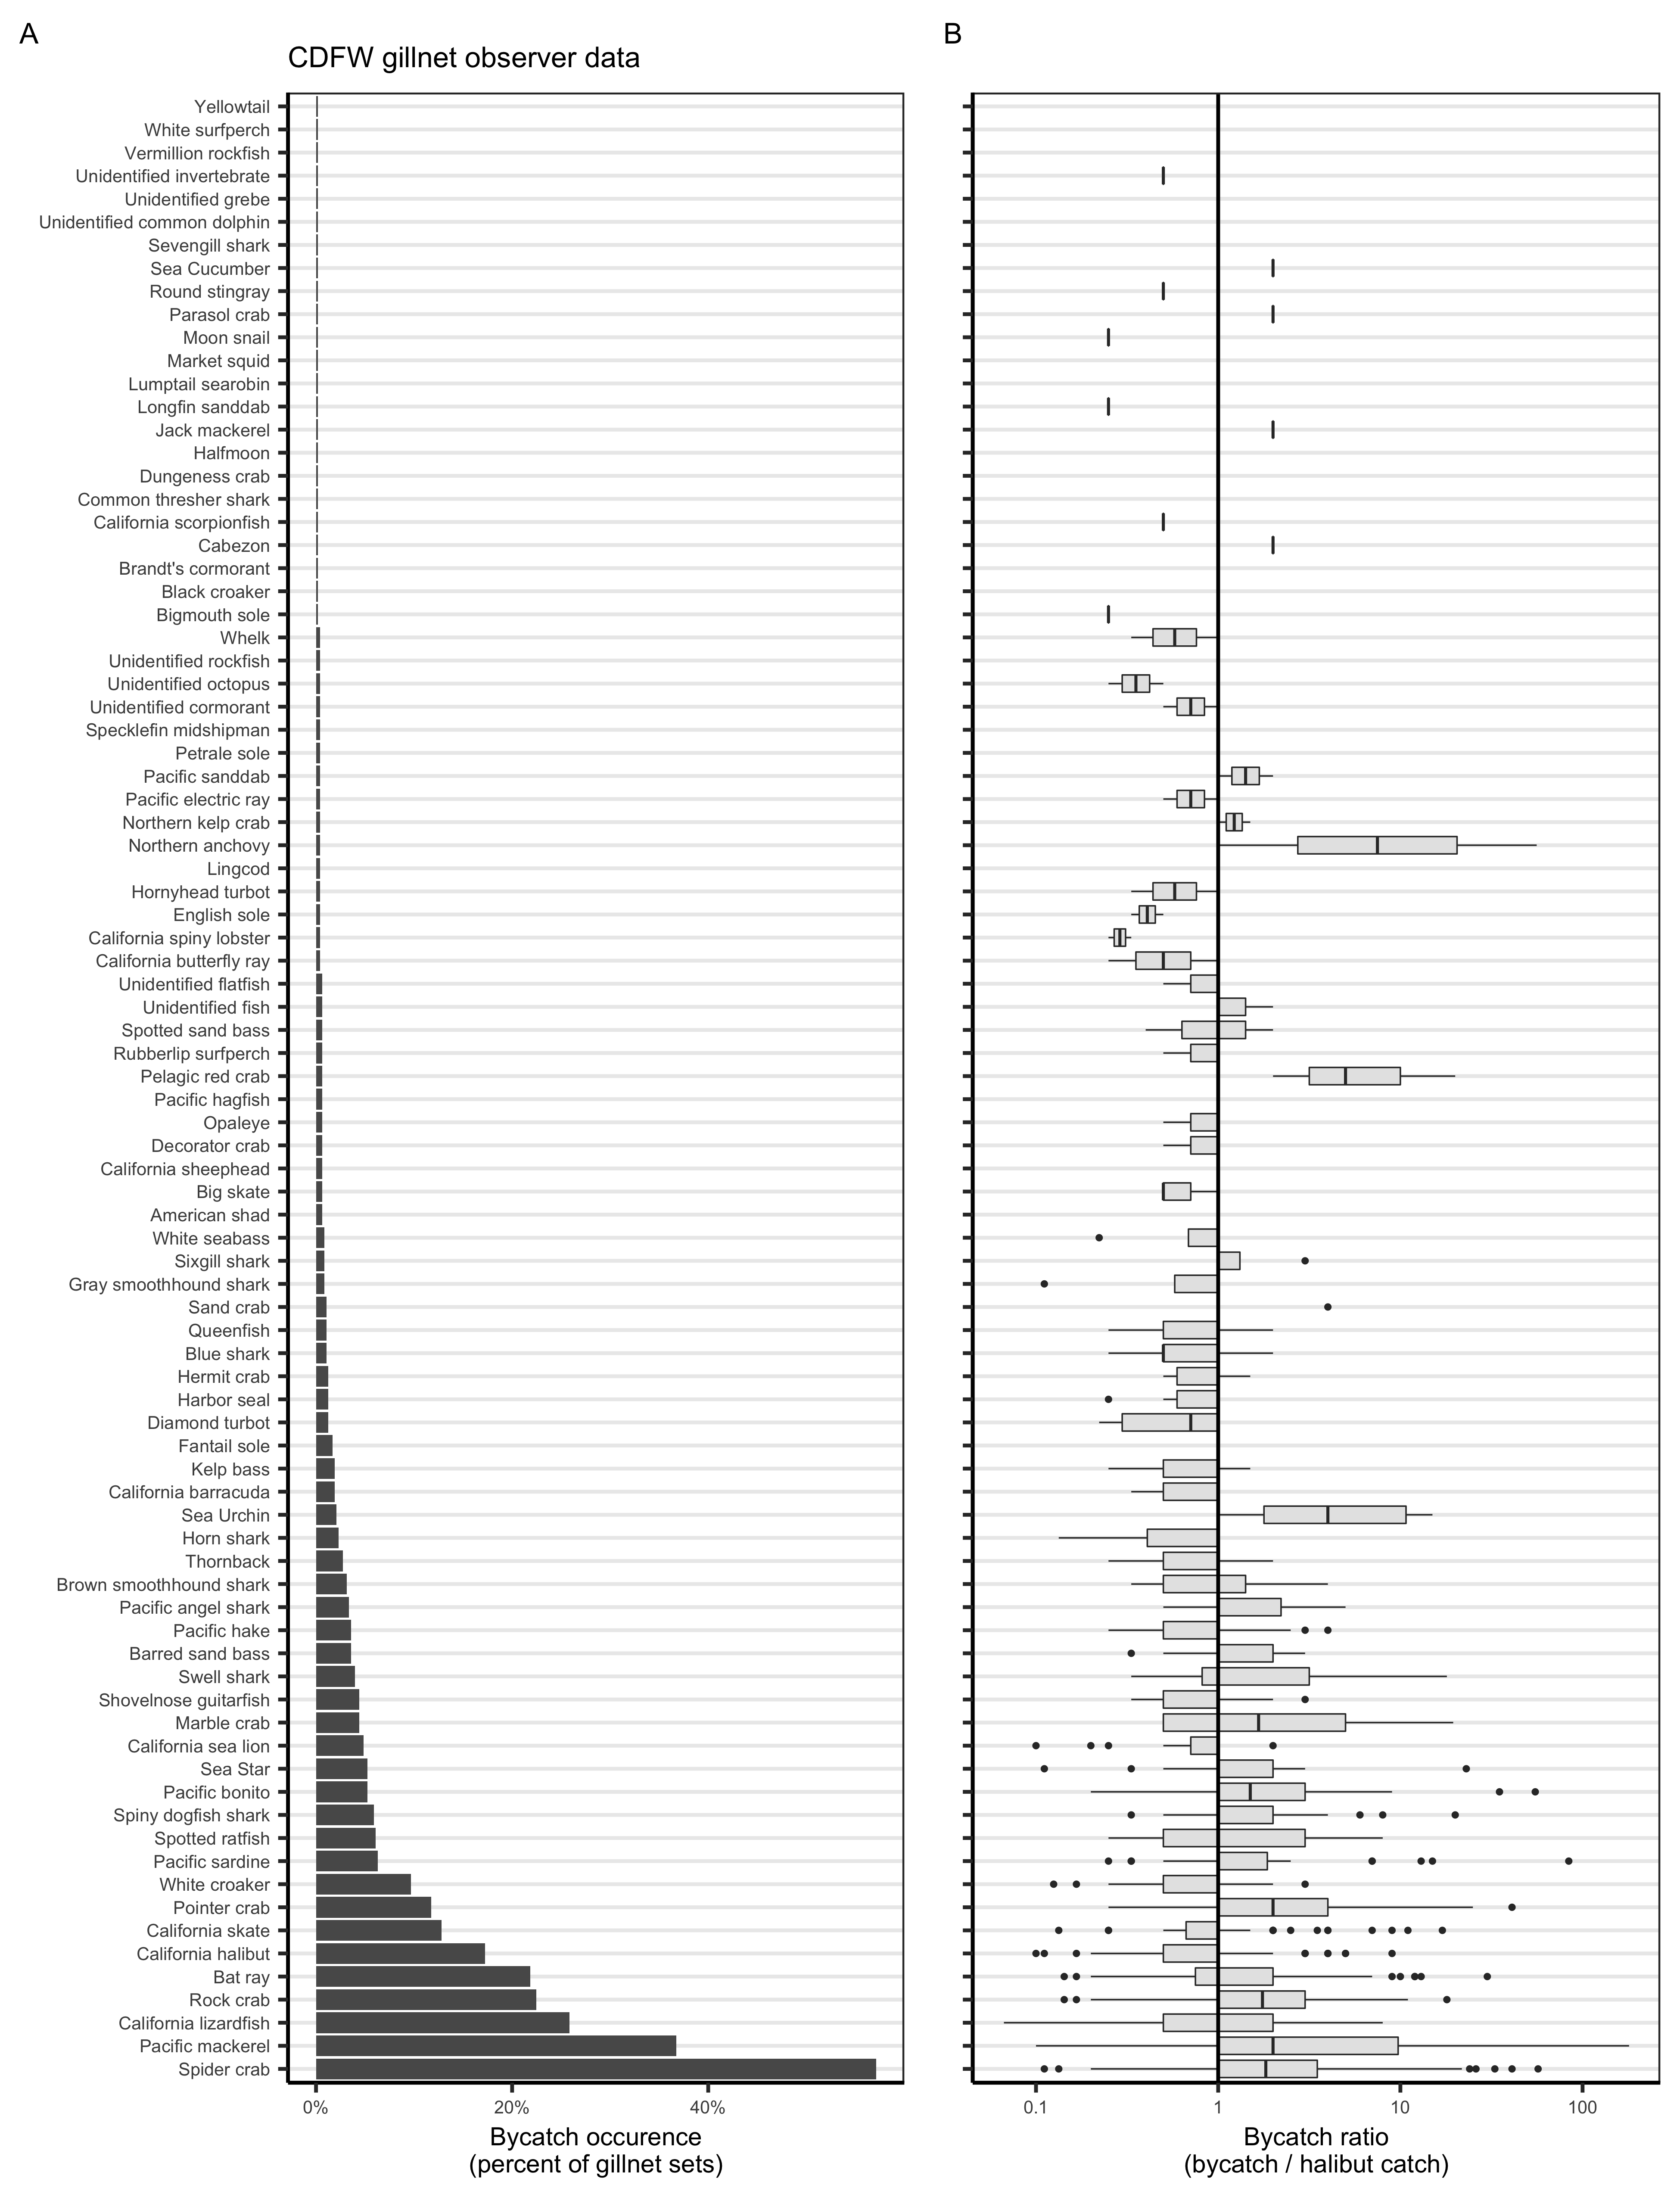 A
B
CDFW gillnet observer data
Yellowtail
White surfperch
Vermillion rockfish
Unidentified invertebrate
Unidentified grebe
Unidentified common dolphin
Sevengill shark
Sea Cucumber
Round stingray
Parasol crab
Moon snail
Market squid
Lumptail searobin
Longfin sanddab
Jack mackerel
Halfmoon
Dungeness crab
Common thresher shark
California scorpionfish
Cabezon
Brandt's cormorant
Black croaker
Bigmouth sole
Whelk
Unidentified rockfish
Unidentified octopus
Unidentified cormorant
Specklefin midshipman
Petrale sole
Pacific sanddab
Pacific electric ray
Northern kelp crab
Northern anchovy
Lingcod
Hornyhead turbot
English sole
California spiny lobster
California butterfly ray
Unidentified flatfish
Unidentified fish
Spotted sand bass
Rubberlip surfperch
Pelagic red crab
Pacific hagfish
Opaleye
Decorator crab
California sheephead
Big skate
American shad
White seabass
Sixgill shark
Gray smoothhound shark
Sand crab
Queenfish
Blue shark
Hermit crab
Harbor seal
Diamond turbot
Fantail sole
Kelp bass
California barracuda
Sea Urchin
Horn shark
Thornback
Brown smoothhound shark
Pacific angel shark
Pacific hake
Barred sand bass
Swell shark
Shovelnose guitarfish
Marble crab
California sea lion
Sea Star
Pacific bonito
Spiny dogfish shark
Spotted ratfish
Pacific sardine
White croaker
Pointer crab
California skate
California halibut
Bat ray
Rock crab
California lizardfish
Pacific mackerel
Spider crab
0% 20% 40%
Bycatch occurence
(percent of gillnet sets)
0.1 1 10 100
Bycatch ratio
(bycatch / halibut catch)